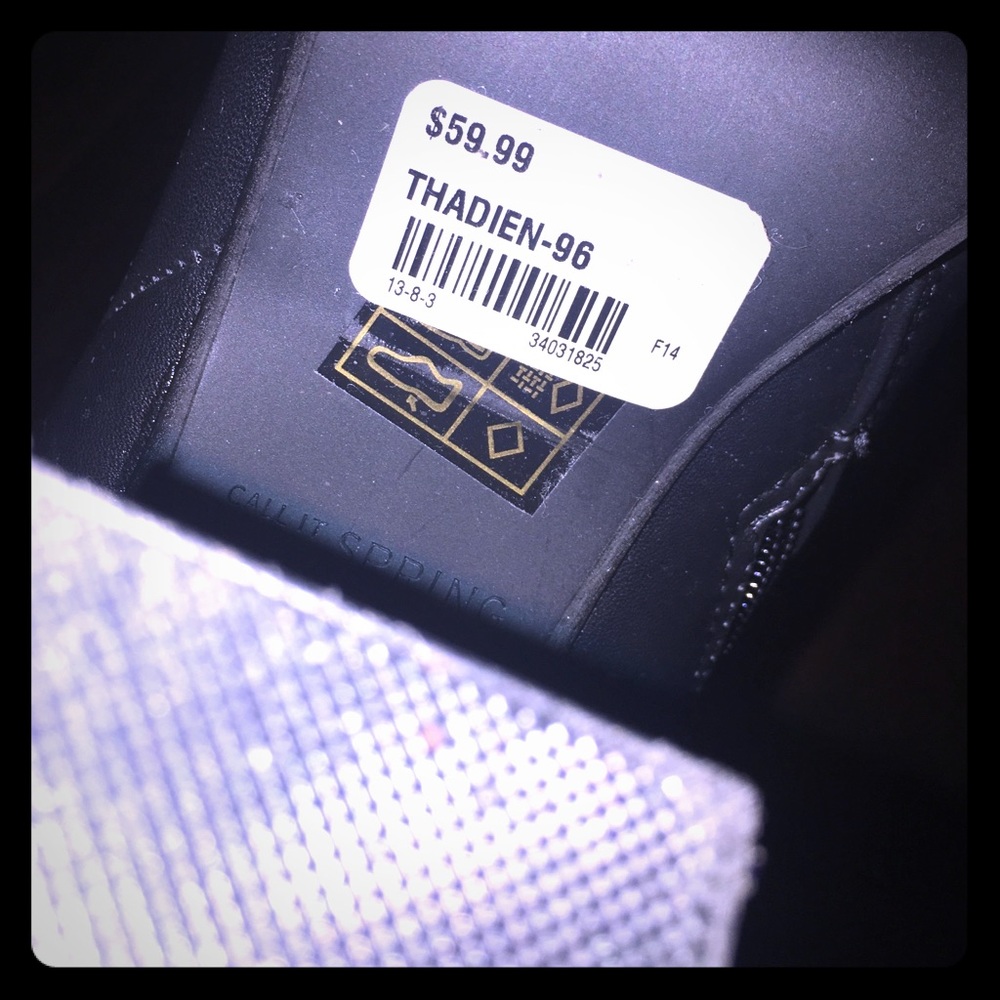 $59.99
THADIEN-96
13-8-3
34031825
F14
CALL IT SPRING